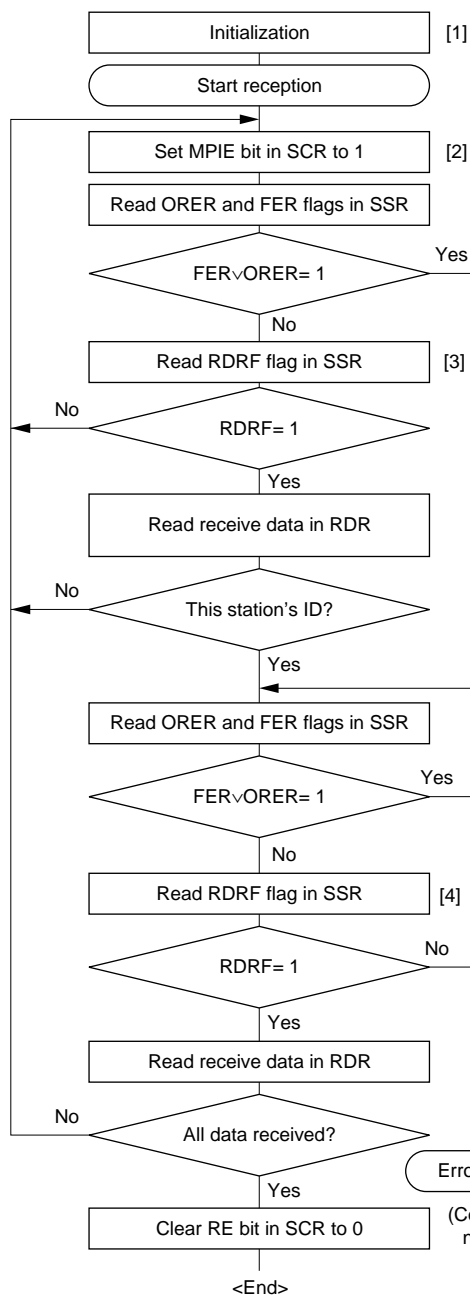 Initialization [1]
Start reception
Set MPIE bit in SCR to 1 [2]
Read ORER and FER flags in SSR
Yes
FER∨ORER= 1
No
Read RDRF flag in SSR [3]
No
RDRF= 1
Yes
Read receive data in RDR
No
This station's ID?
Yes
Read ORER and FER flags in SSR
Yes
FER∨ORER= 1
No
Read RDRF flag in SSR [4]
No
RDRF= 1
Yes
Read receive data in RDR
No
All data received?
Yes
Clear RE bit in SCR to 0
<End>